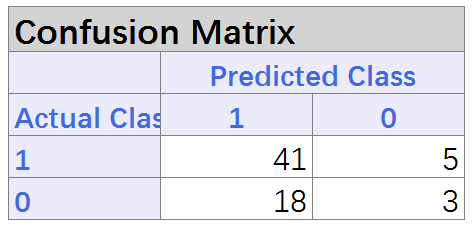 Confusion Matrix
Predicted Class
Actual Clas 1 0
1 41 5
0 18 3